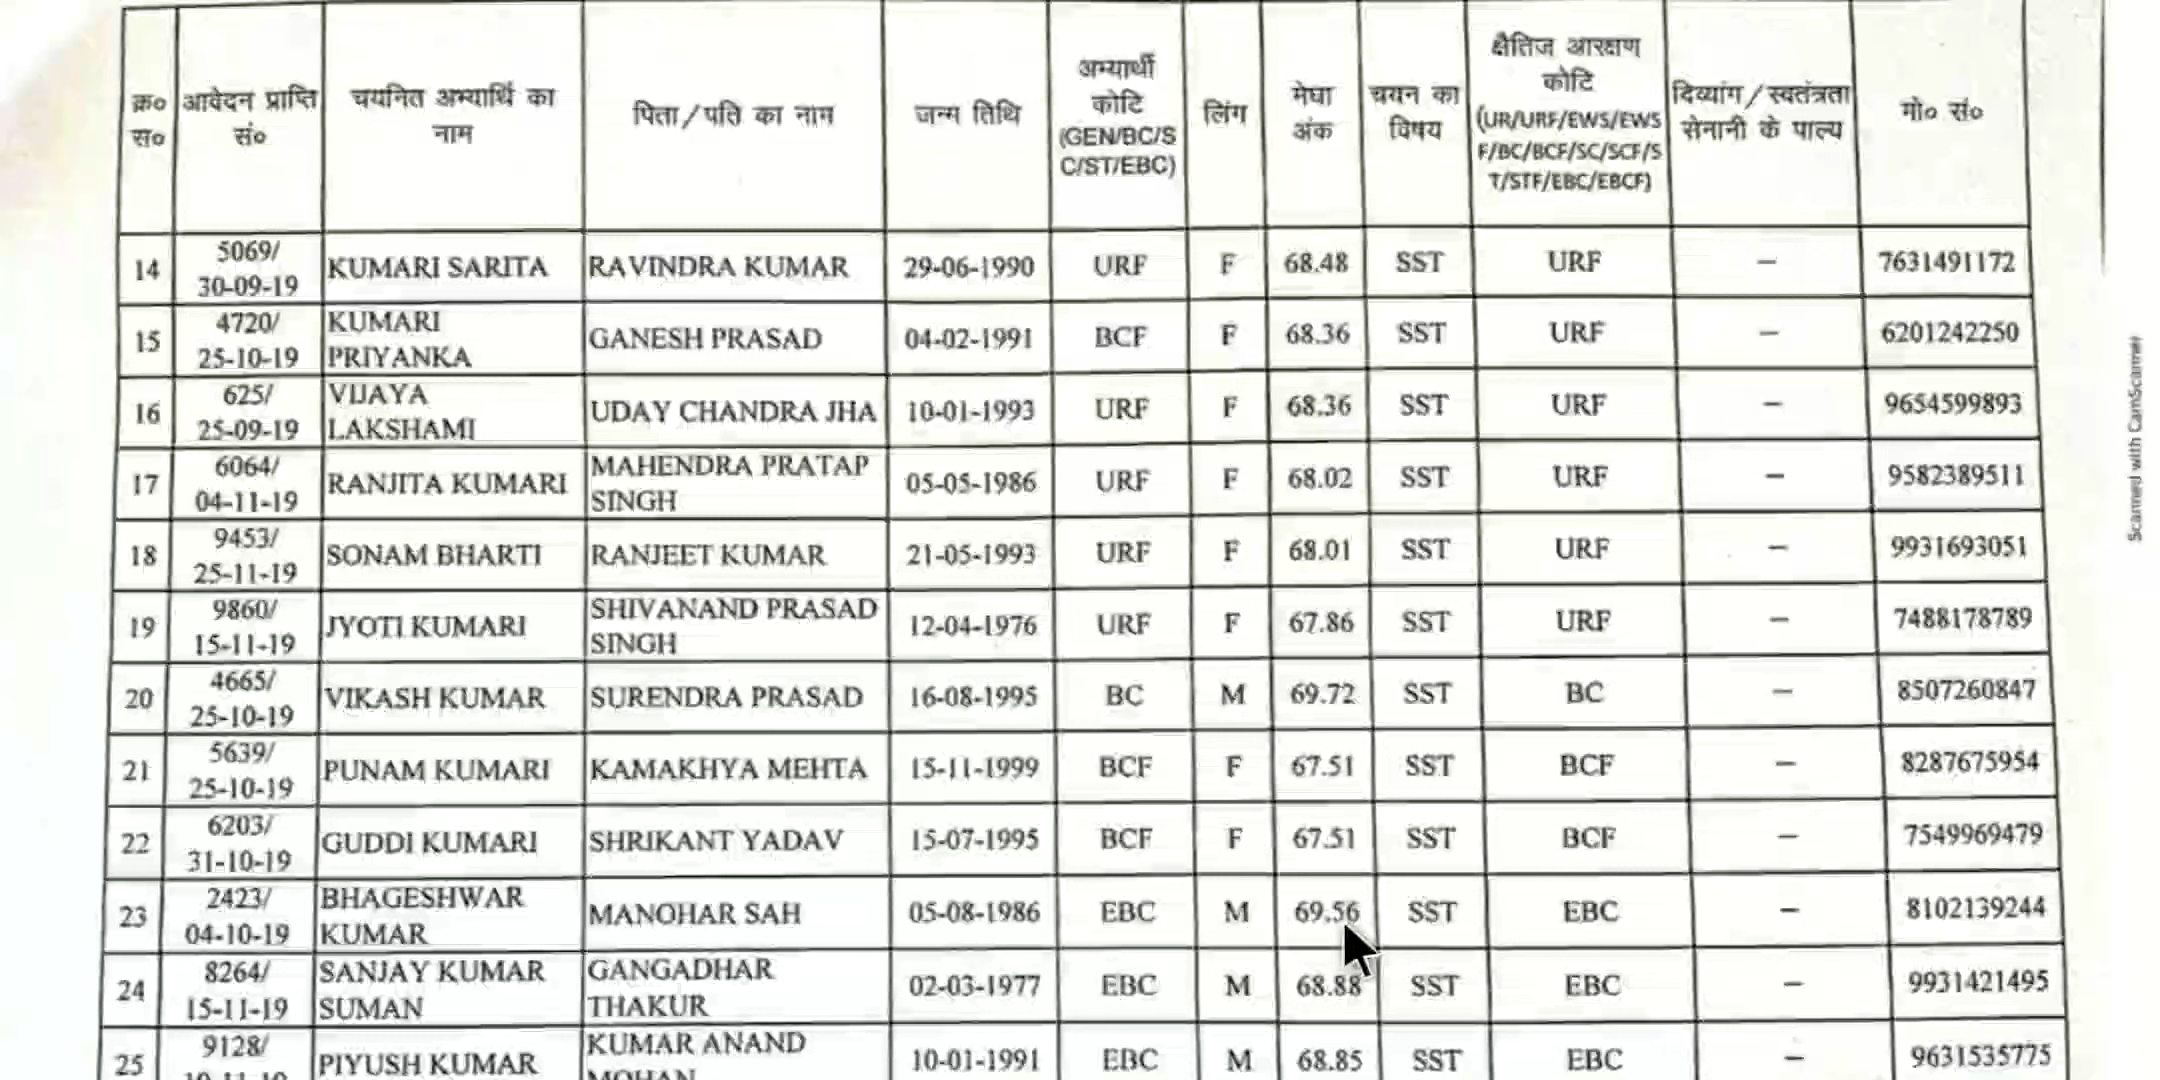 क्र० स०
आवेदन प्राप्ति सं०
चयनित अभ्यार्थि का नाम
पिता/पति का नाम
जन्म तिथि
अभ्यार्थी कोटि (GEN/BC/SC/ST/EBC)
लिंग
मेघा अंक
चयन का विषय
क्षैतिज आरक्षण कोटि (UR/URF/EWS/EWSF/BC/BCF/SC/SCF/ST/STF/EBC/EBCF)
दिव्यांग/स्वतंत्रता सेनानी के पाल्य
मो० सं०
14 5069/ 30-09-19 KUMARI SARITA RAVINDRA KUMAR 29-06-1990 URF F 68.48 SST URF – 7631491172
15 4720/ 25-10-19 KUMARI PRIYANKA GANESH PRASAD 04-02-1991 BCF F 68.36 SST URF – 6201242250
16 625/ 25-09-19 VIJAYA LAKSHAMI UDAY CHANDRA JHA 10-01-1993 URF F 68.36 SST URF – 9654599893
17 6064/ 04-11-19 RANJITA KUMARI MAHENDRA PRATAP SINGH 05-05-1986 URF F 68.02 SST URF – 9582389511
18 9453/ 25-11-19 SONAM BHARTI RANJEET KUMAR 21-05-1993 URF F 68.01 SST URF – 9931693051
19 9860/ 15-11-19 JYOTI KUMARI SHIVANAND PRASAD SINGH 12-04-1976 URF F 67.86 SST URF – 7488178789
20 4665/ 25-10-19 VIKASH KUMAR SURENDRA PRASAD 16-08-1995 BC M 69.72 SST BC – 8507260847
21 5639/ 25-10-19 PUNAM KUMARI KAMAKHYA MEHTA 15-11-1999 BCF F 67.51 SST BCF – 8287675954
22 6203/ 31-10-19 GUDDI KUMARI SHRIKANT YADAV 15-07-1995 BCF F 67.51 SST BCF – 7549969479
23 2423/ 04-10-19 BHAGESHWAR KUMAR MANOHAR SAH 05-08-1986 EBC M 69.56 SST EBC – 8102139244
24 8264/ 15-11-19 SANJAY KUMAR SUMAN GANGADHAR THAKUR 02-03-1977 EBC M 68.88 SST EBC – 9931421495
25 9128/ PIYUSH KUMAR KUMAR ANAND MOHAN 10-01-1991 EBC M 68.85 SST EBC – 9631535775
Scanned with CamScanner